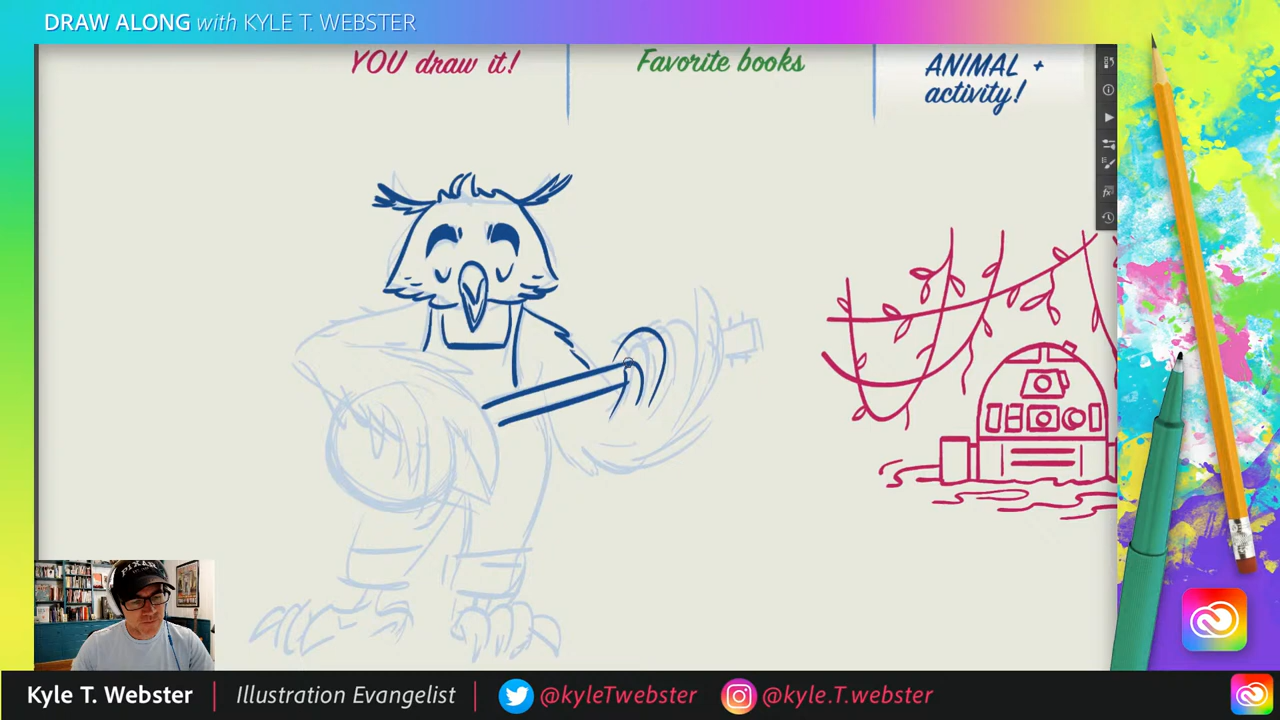 DRAW ALONG with KYLE T. WEBSTER
YOU draw it!
Favorite books
ANIMAL +
activity!
PIXAR
Kyle T. Webster | Illustration Evangelist | @kyleTwebster @kyle.T.webster